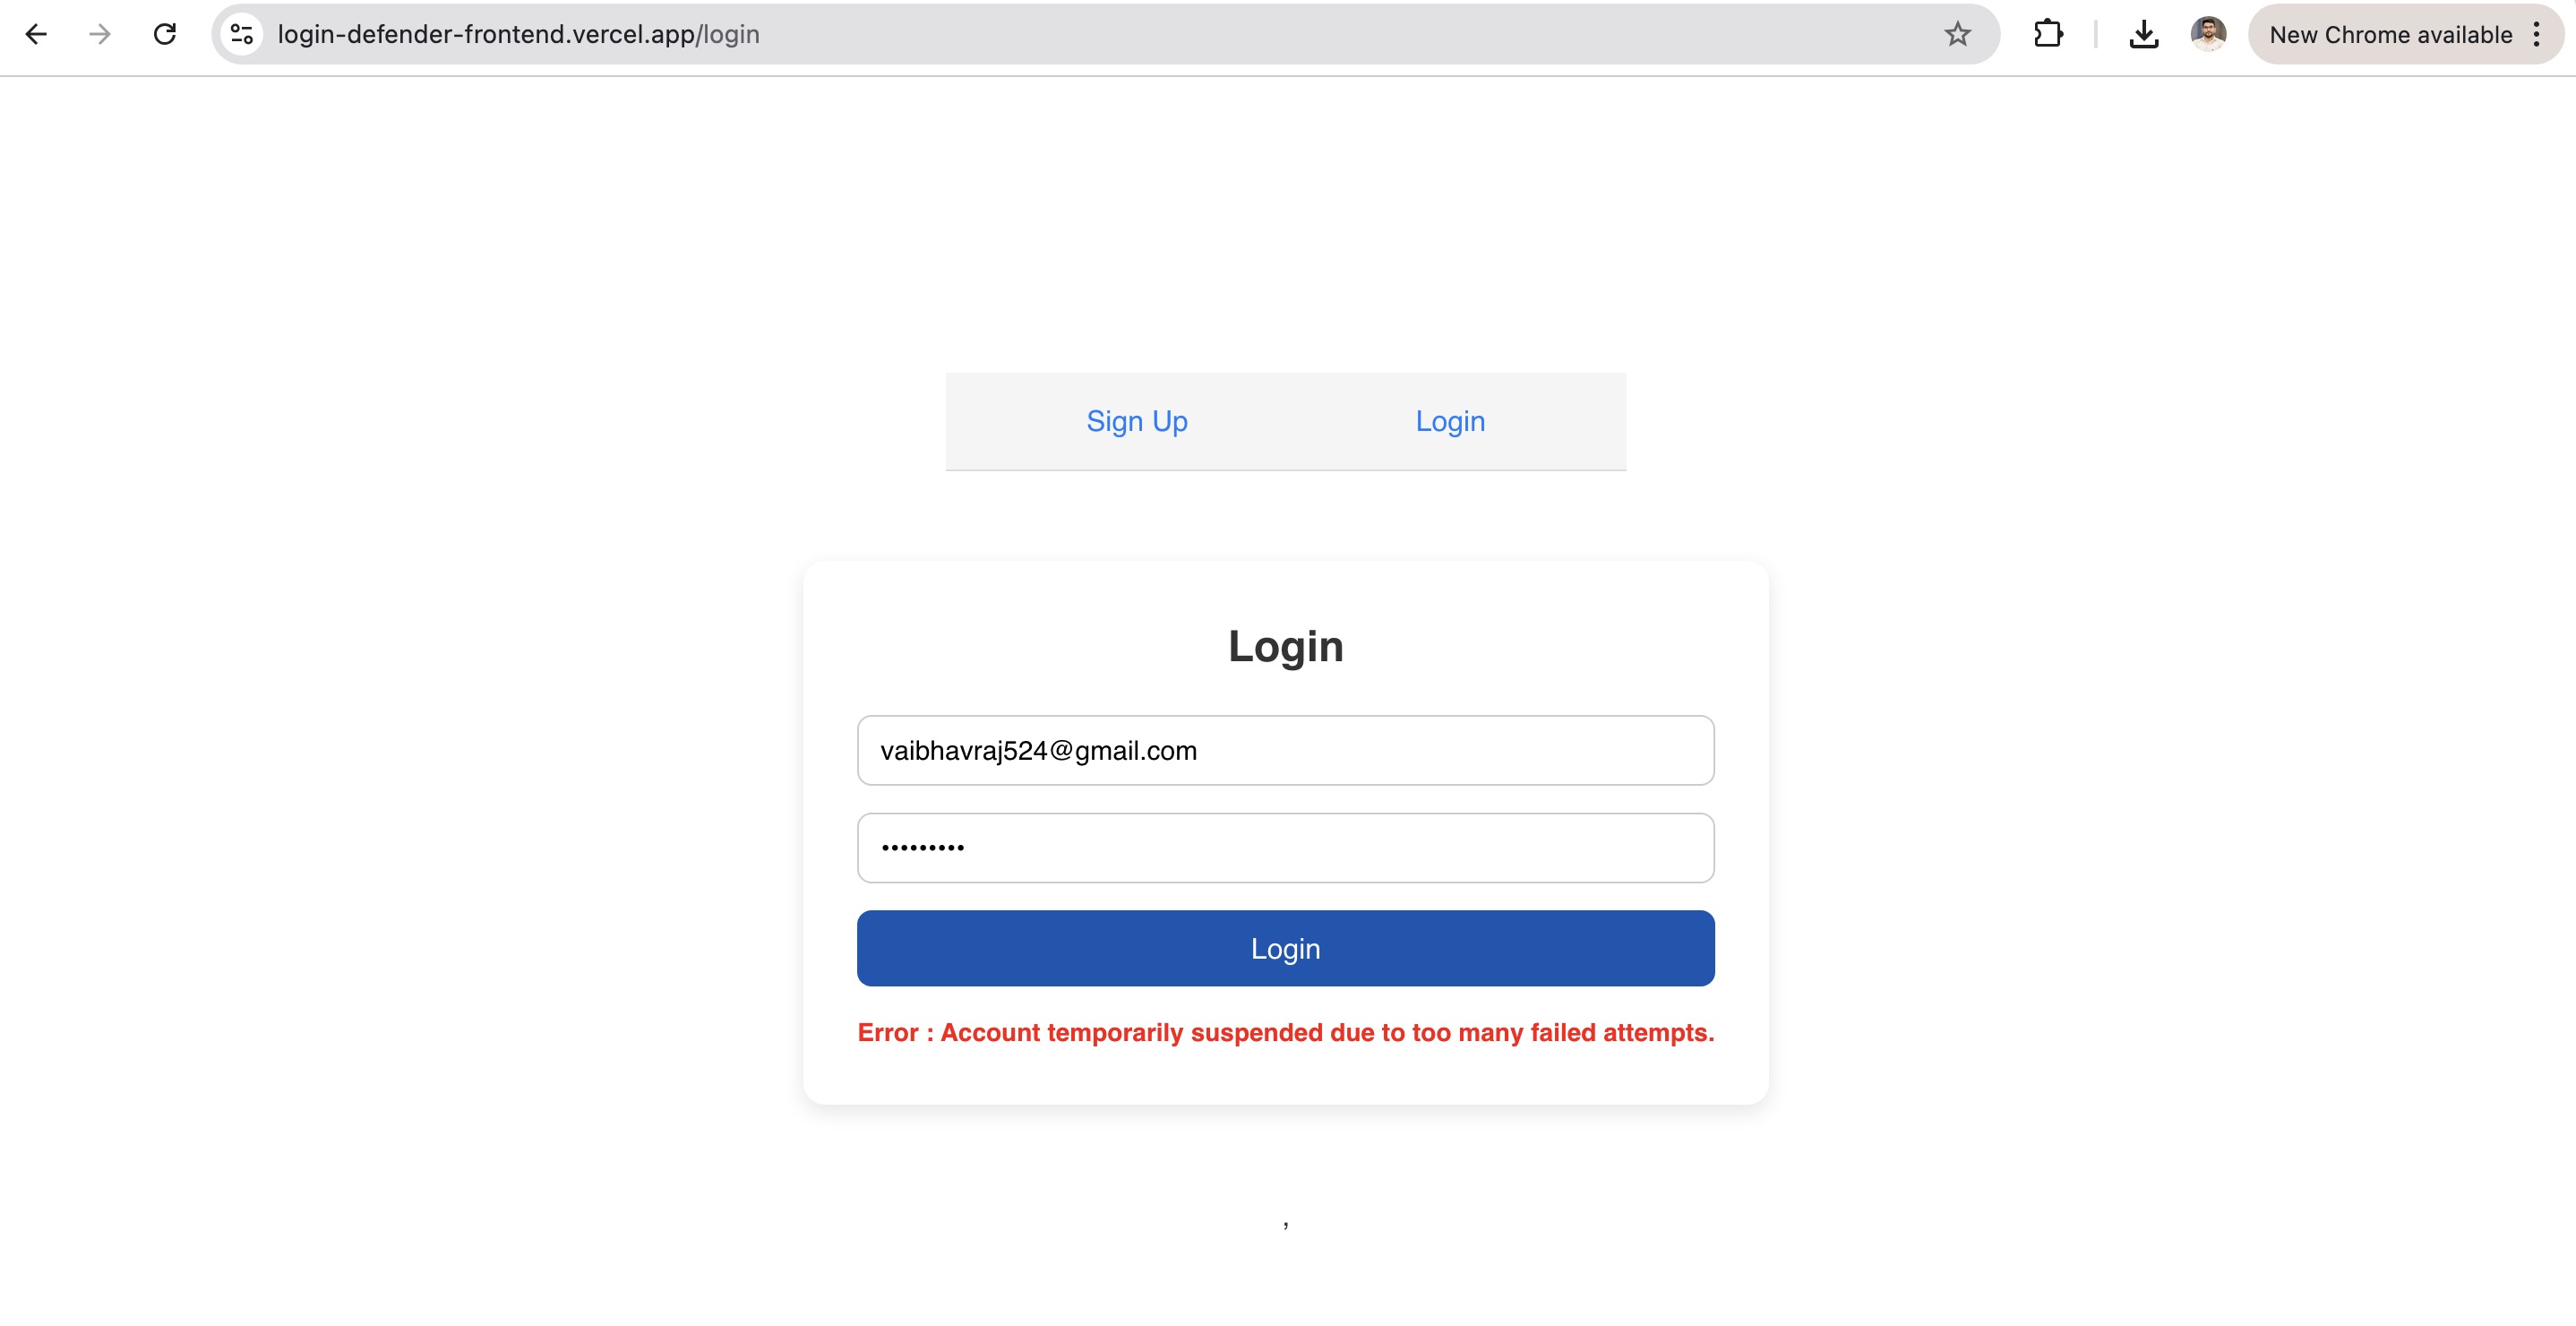 login-defender-frontend.vercel.app/login
New Chrome available
Sign Up
Login
Login
vaibhavraj524@gmail.com
•••••••••
Login
Error : Account temporarily suspended due to too many failed attempts.
,